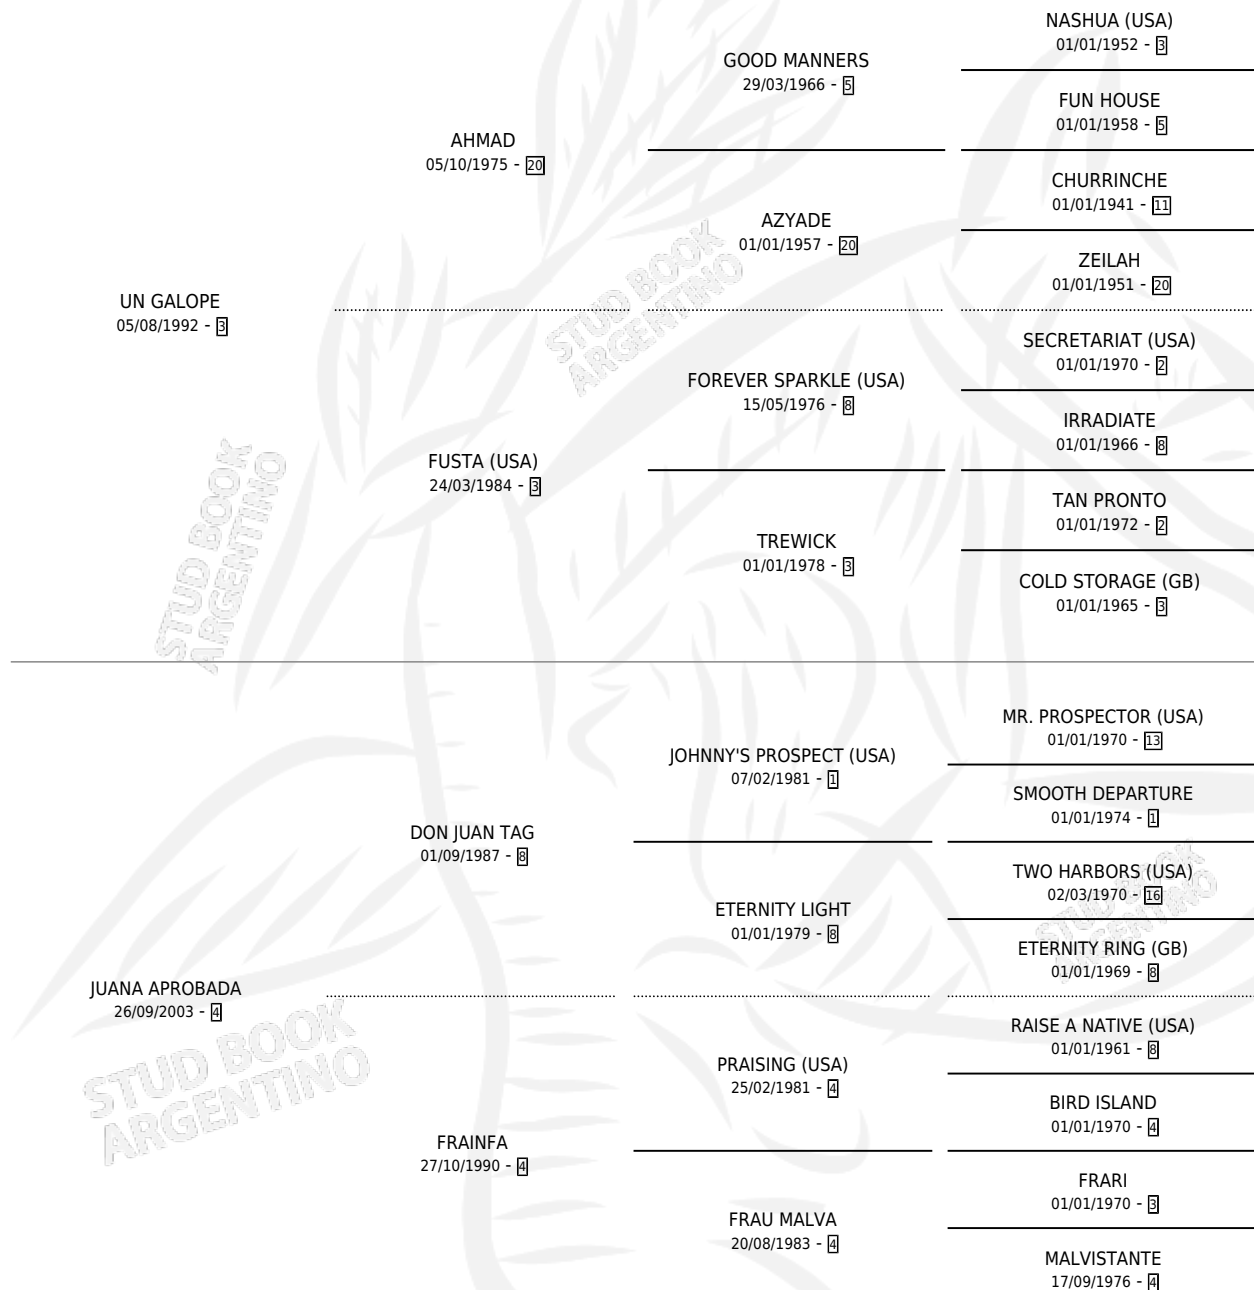 NASHUA (USA)
01/01/1952 - 3
GOOD MANNERS
29/03/1966 - 5
FUN HOUSE
01/01/1958 - 5
AHMAD
05/10/1975 - 20
CHURRINCHE
01/01/1941 - 11
AZYADE
01/01/1957 - 20
ZEILAH
01/01/1951 - 20
UN GALOPE
05/08/1992 - 3
STUD BOOK
ARGENTINO
SECRETARIAT (USA)
01/01/1970 - 2
FOREVER SPARKLE (USA)
15/05/1976 - 8
IRRADIATE
01/01/1966 - 8
FUSTA (USA)
24/03/1984 - 3
TAN PRONTO
01/01/1972 - 2
TREWICK
01/01/1978 - 3
COLD STORAGE (GB)
01/01/1965 - 3
STUD BOOK
ARGENTINO
MR. PROSPECTOR (USA)
01/01/1970 - 13
JOHNNY'S PROSPECT (USA)
07/02/1981 - 1
SMOOTH DEPARTURE
01/01/1974 - 1
DON JUAN TAG
01/09/1987 - 8
TWO HARBORS (USA)
02/03/1970 - 16
ETERNITY LIGHT
01/01/1979 - 8
STUD BOOK
ARGENTINO
ETERNITY RING (GB)
01/01/1969 - 8
JUANA APROBADA
26/09/2003 - 4
RAISE A NATIVE (USA)
01/01/1961 - 8
PRAISING (USA)
25/02/1981 - 4
BIRD ISLAND
01/01/1970 - 4
STUD BOOK
ARGENTINO
FRAINFA
27/10/1990 - 4
FRARI
01/01/1970 - 3
FRAU MALVA
20/08/1983 - 4
MALVISTANTE
17/09/1976 - 4